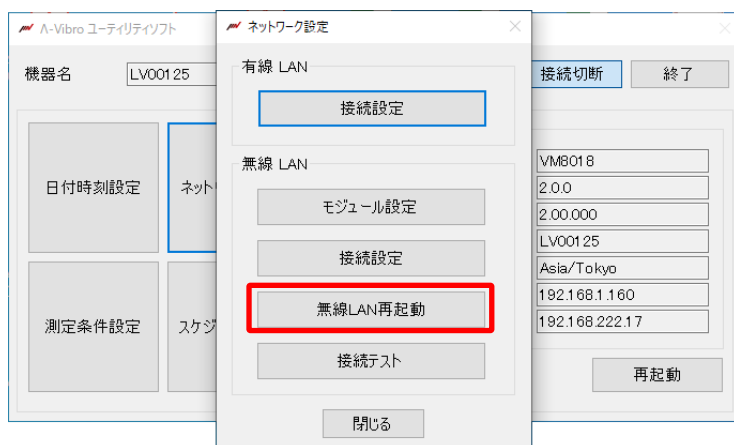 Λ-Vibro ユーティリティソフト
ネットワーク設定
機器名
LV00125
接続切断
終了
有線 LAN
接続設定
無線 LAN
モジュール設定
接続設定
無線LAN再起動
接続テスト
閉じる
日付時刻設定
ネット
測定条件設定
スケジ
VM8018
2.0.0
2.00.000
LV00125
Asia/Tokyo
192.168.1.160
192.168.222.17
再起動